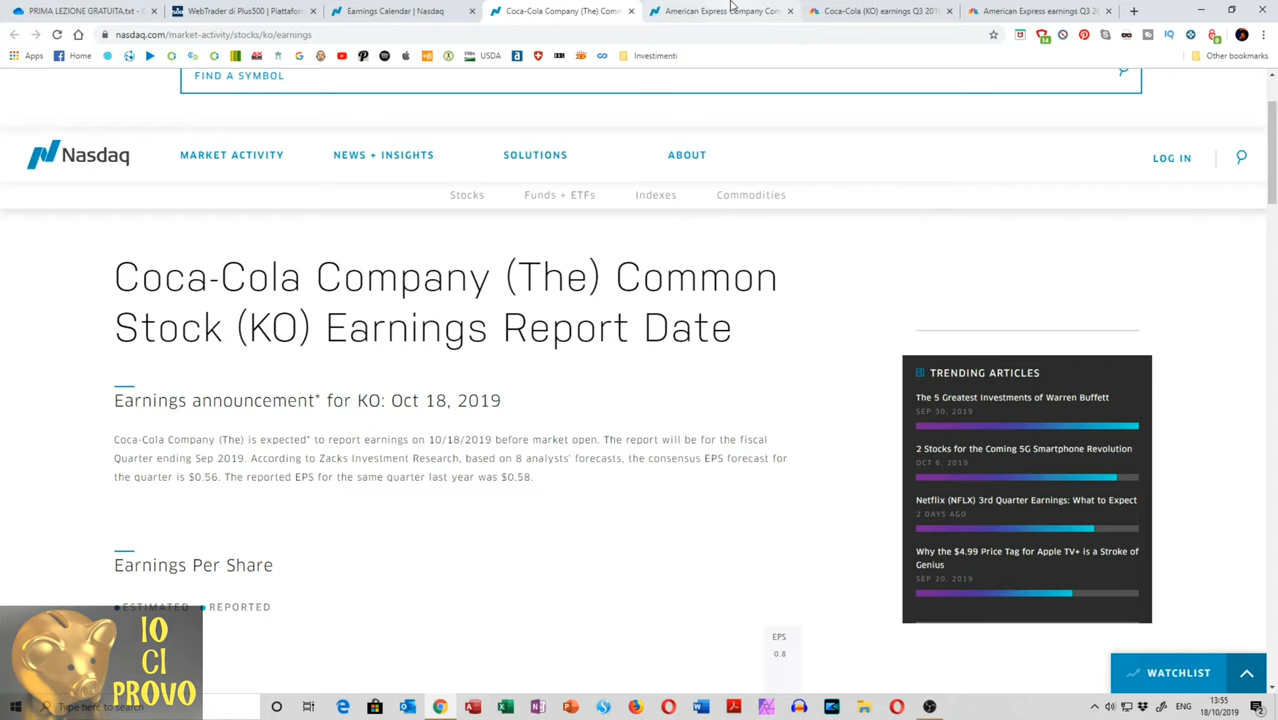 PRIMA LEZIONE GRATUITA.txt - C
WebTrader di Plus500 | Piattafor
Earnings Calendar | Nasdaq
Coca-Cola Company (The) Comm
American Express Company Com
Coca-Cola (KO) earnings Q3 201
American Express earnings Q3 20
nasdaq.com/market-activity/stocks/ko/earnings
Apps
Home
USDA
Investimenti
Other bookmarks
FIND A SYMBOL
Nasdaq
MARKET ACTIVITY
NEWS + INSIGHTS
SOLUTIONS
ABOUT
LOG IN
Stocks
Funds + ETFs
Indexes
Commodities
Coca-Cola Company (The) Common
Stock (KO) Earnings Report Date
Earnings announcement* for KO: Oct 18, 2019
Coca-Cola Company (The) is expected* to report earnings on 10/18/2019 before market open. The report will be for the fiscal
Quarter ending Sep 2019. According to Zacks Investment Research, based on 8 analysts' forecasts, the consensus EPS forecast for
the quarter is $0.56. The reported EPS for the same quarter last year was $0.58.
Earnings Per Share
ESTIMATED
REPORTED
EPS
0.8
TRENDING ARTICLES
The 5 Greatest Investments of Warren Buffett
SEP 30, 2019
2 Stocks for the Coming 5G Smartphone Revolution
OCT 6, 2019
Netflix (NFLX) 3rd Quarter Earnings: What to Expect
2 DAYS AGO
Why the $4.99 Price Tag for Apple TV+ is a Stroke of
Genius
SEP 20, 2019
WATCHLIST
IO
CI
PROVO
Type here to search
ENG
13:55
18/10/2019